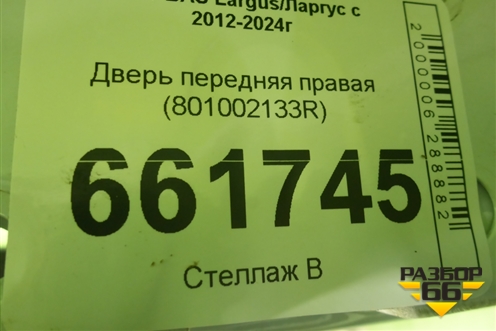 Largus/Ларгус с
2012-2024г
Дверь передняя правая
(801002133R)
661745
Стеллаж В
2000006288882
РАЗБОР
66